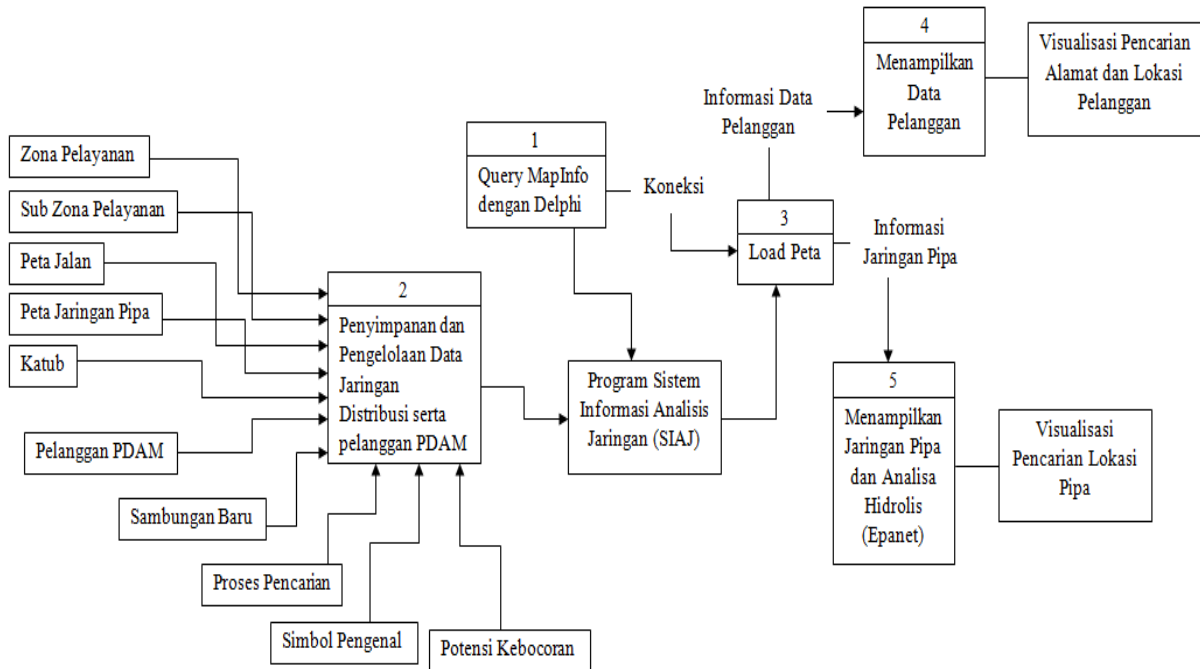 4
Menampilkan
Data
Pelanggan
Visualisasi Pencarian
Alamat dan Lokasi
Pelanggan
Informasi Data
Pelanggan
1
Query MapInfo
dengan Delphi
Koneksi
3
Load Peta
Informasi
Jaringan Pipa
Zona Pelayanan
Sub Zona Pelayanan
Peta Jalan
Peta Jaringan Pipa
Katub
Pelanggan PDAM
Sambungan Baru
Proses Pencarian
Simbol Pengenal
Potensi Kebocoran
2
Penyimpanan dan
Pengelolaan Data
Jaringan
Distribusi serta
pelanggan PDAM
Program Sistem
Informasi Analisis
Jaringan (SIAJ)
5
Menampilkan
Jaringan Pipa
dan Analisa
Hidrolis
(Epanet)
Visualisasi
Pencarian Lokasi
Pipa